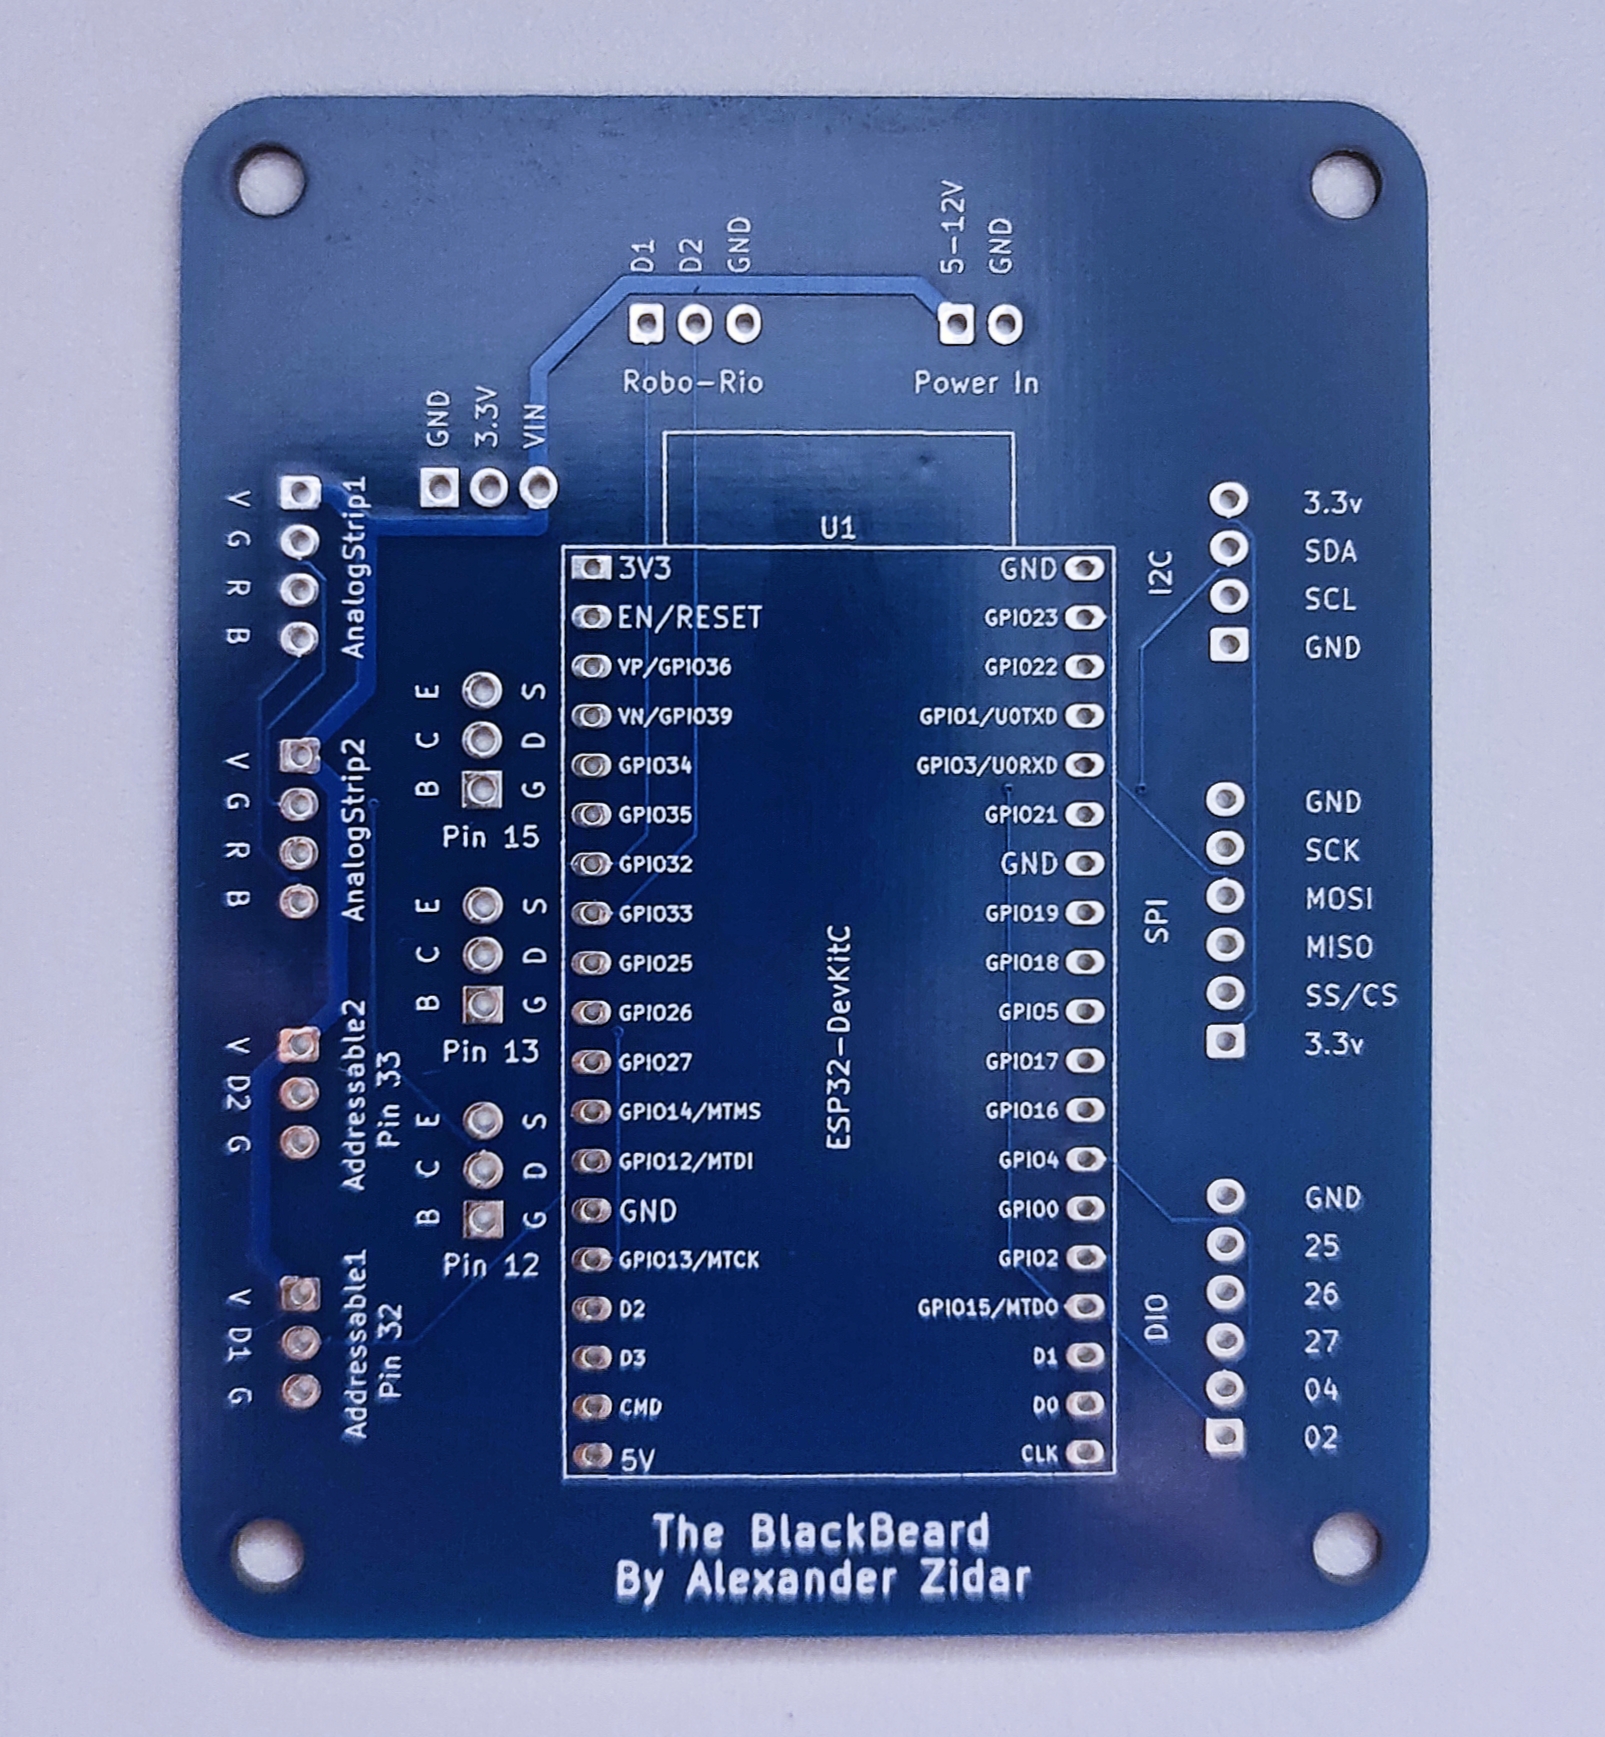 5-12V
GND
D1
D2
GND
Robo-Rio
Power In
GND
3.3V
VIN
V
G
R
B
AnalogStrip1
V
G
R
B
AnalogStrip2
V
D2
G
Addressable2
Pin 33
V
D1
G
Addressable1
Pin 32
E
C
B
S
D
G
Pin 15
E
C
B
S
D
G
Pin 13
E
C
B
S
D
G
Pin 12
U1
3V3
EN/RESET
VP/GPIO36
VN/GPIO39
GPIO34
GPIO35
GPIO32
GPIO33
GPIO25
GPIO26
GPIO27
GPIO14/MTMS
GPIO12/MTDI
GND
GPIO13/MTCK
D2
D3
CMD
5V
ESP32-DevKitC
GND
GPIO23
GPIO22
GPIO1/U0TXD
GPIO3/U0RXD
GPIO21
GND
GPIO19
GPIO18
GPIO5
GPIO17
GPIO16
GPIO4
GPIO0
GPIO2
GPIO15/MTDO
D1
D0
CLK
I2C
3.3v
SDA
SCL
GND
SPI
GND
SCK
MOSI
MISO
SS/CS
3.3v
DIO
GND
25
26
27
04
02
The BlackBeard
By Alexander Zidar